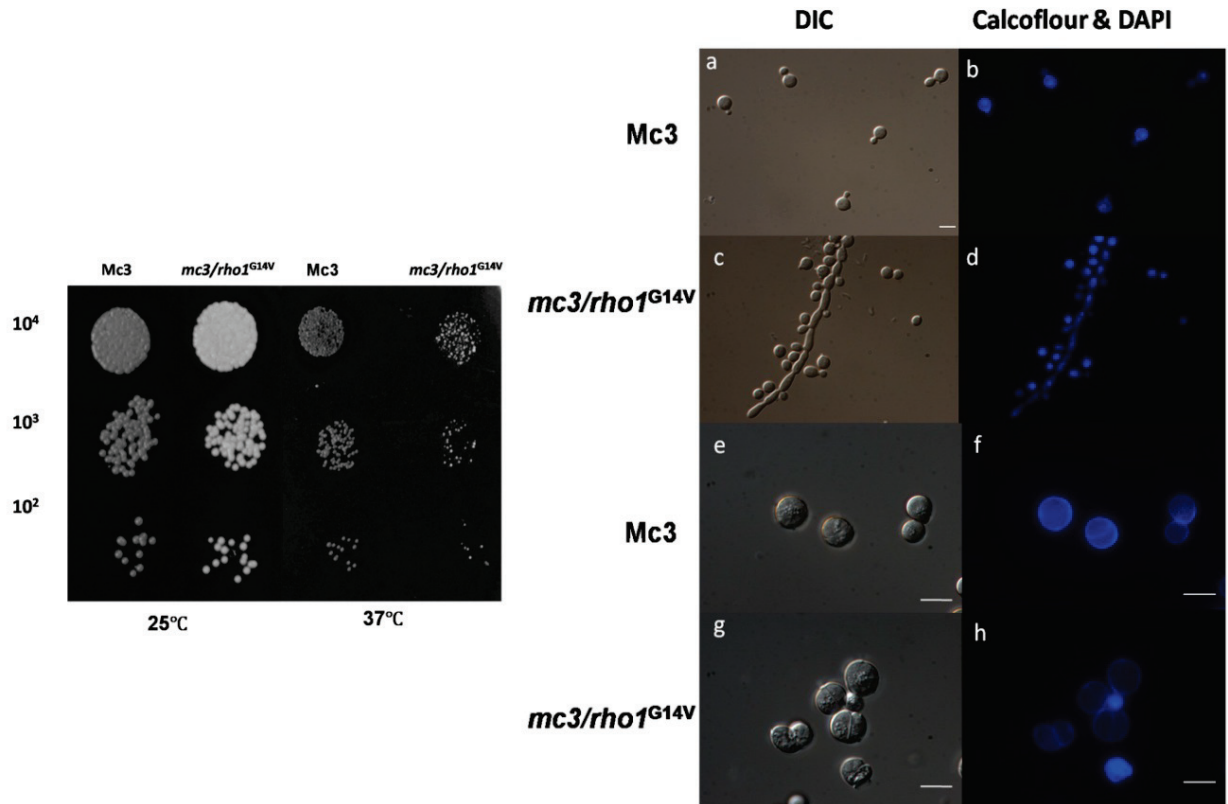 DIC Calcoflour & DAPI
a b
Mc3
c d
mc3/rho1ᴳ¹⁴ⱽ
Mc3 mc3/rho1ᴳ¹⁴ⱽ Mc3 mc3/rho1ᴳ¹⁴ⱽ
10⁴
10³
10²
25℃ 37℃
e f
Mc3
g h
mc3/rho1ᴳ¹⁴ⱽ